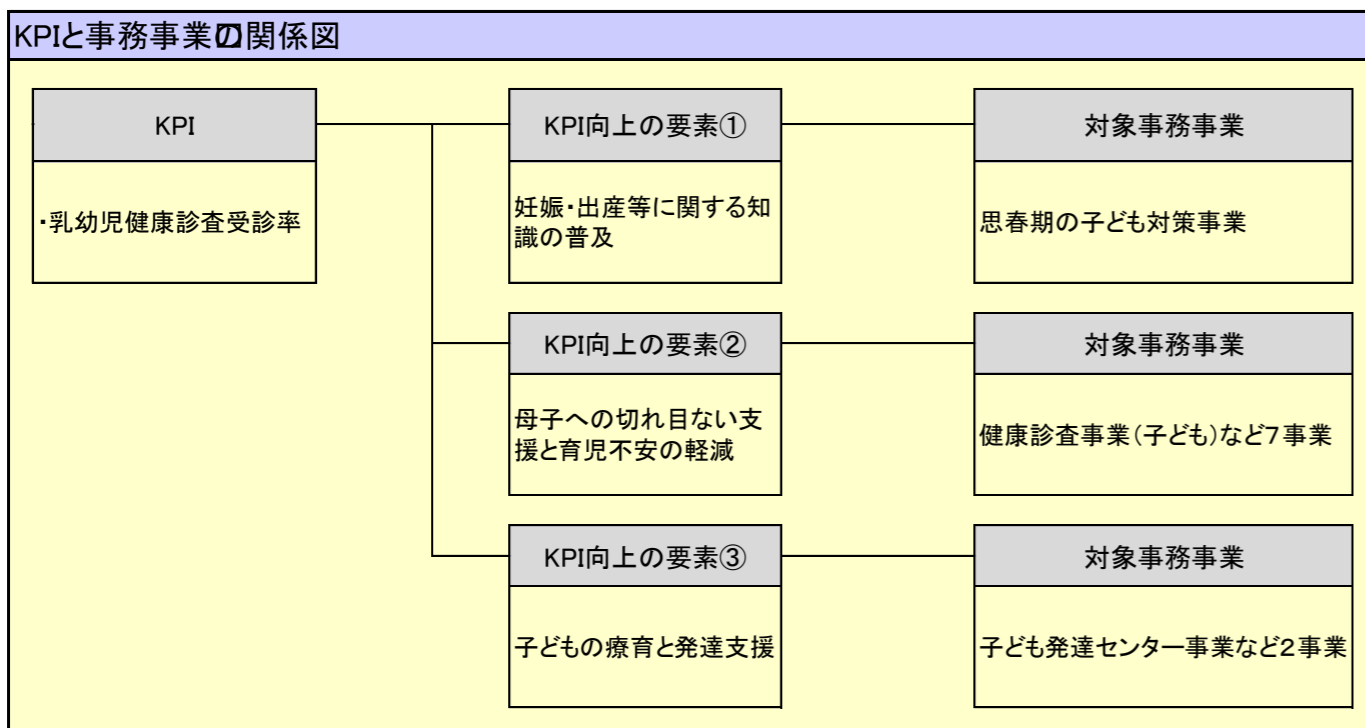 KPIと事務事業の関係図
KPI
・乳幼児健康診査受診率
KPI向上の要素①
妊娠・出産等に関する知
識の普及
対象事務事業
思春期の子ども対策事業
KPI向上の要素②
母子への切れ目ない支
援と育児不安の軽減
対象事務事業
健康診査事業(子ども)など7事業
KPI向上の要素③
子どもの療育と発達支援
対象事務事業
子ども発達センター事業など2事業